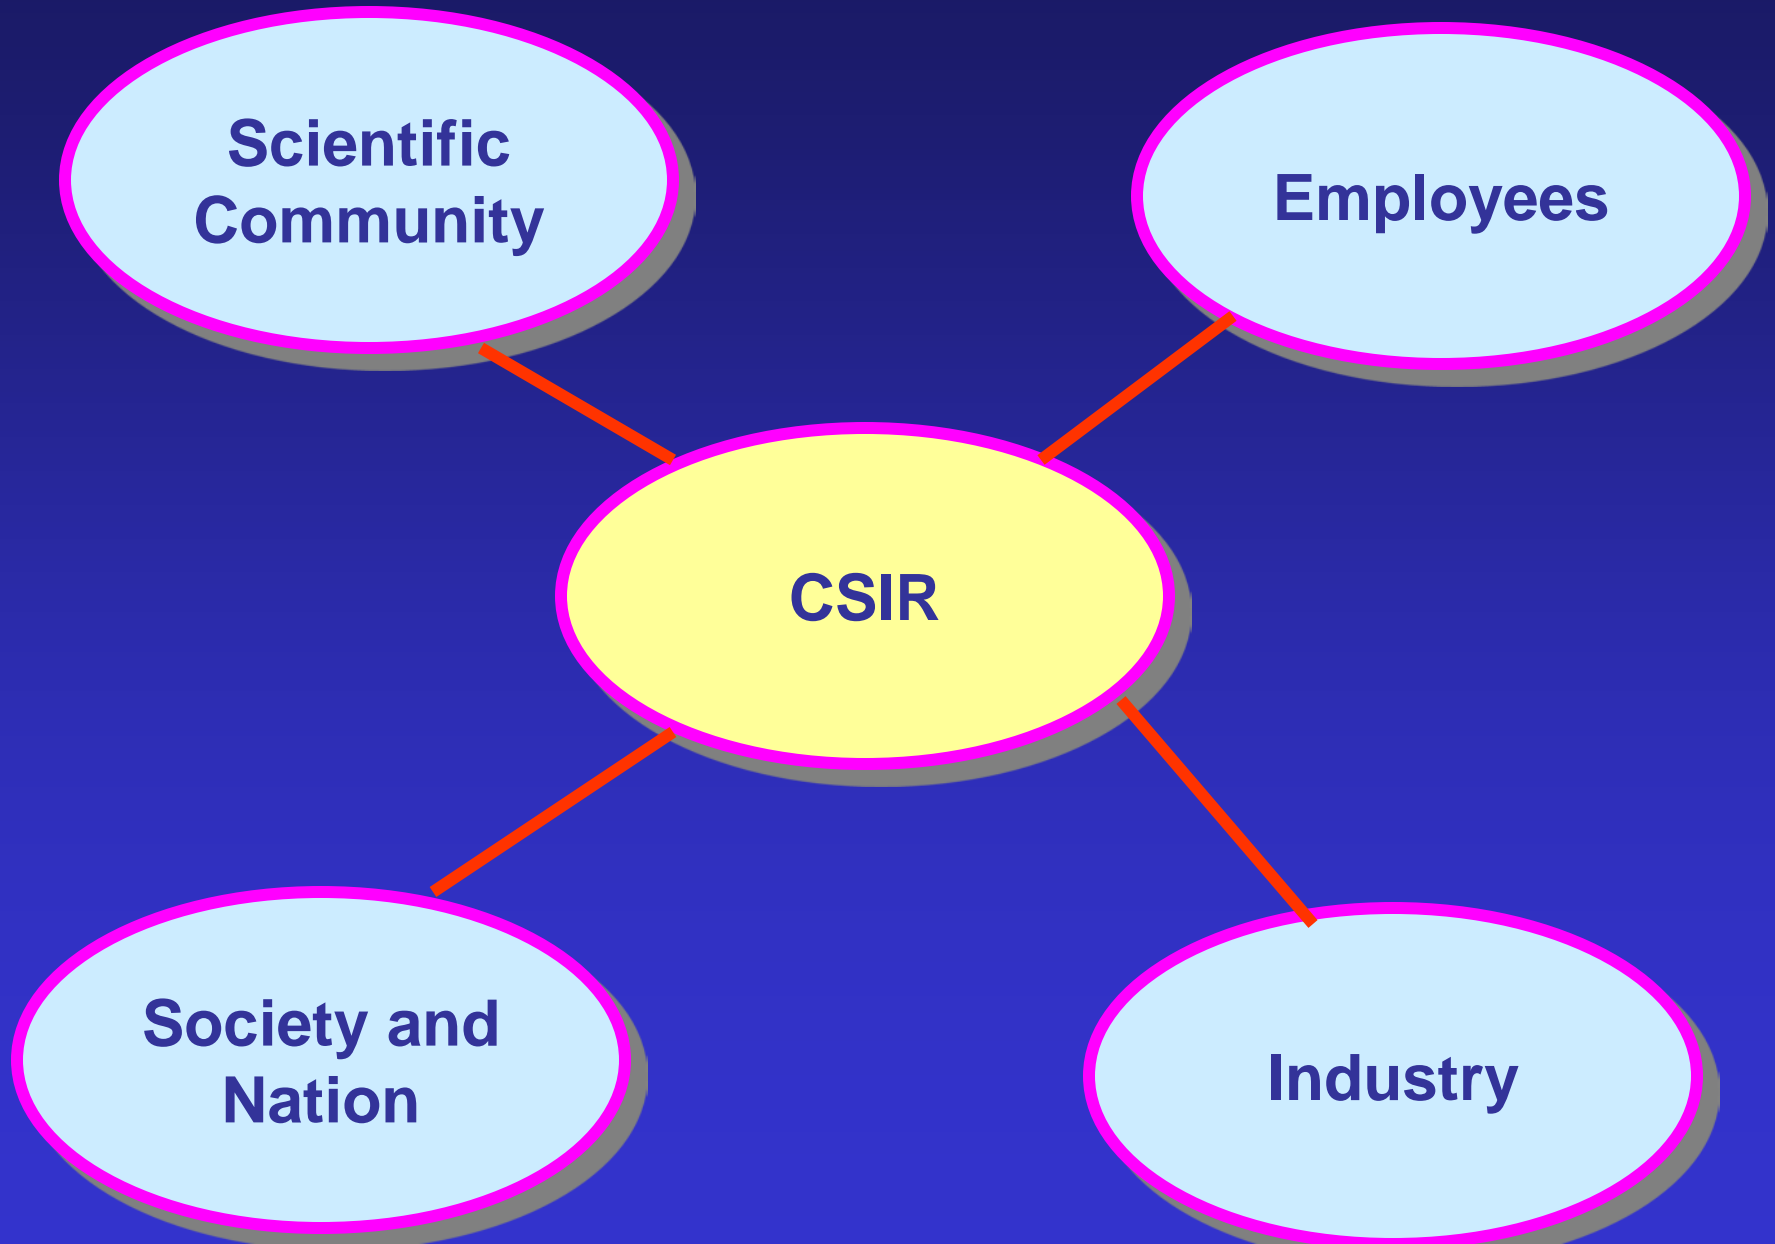 Scientific
Community
Employees
CSIR
Society and
Nation
Industry